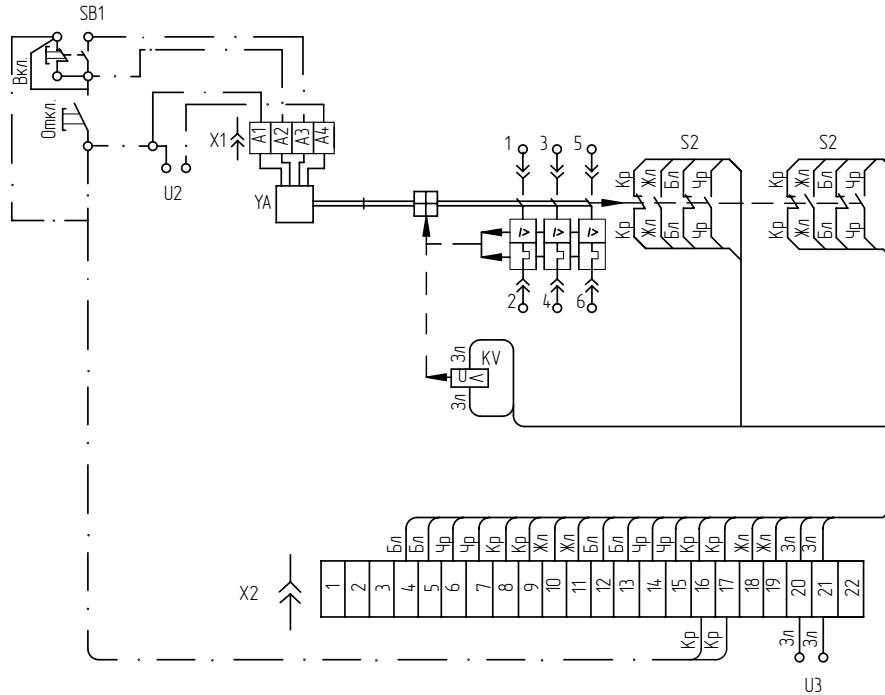 SB1
Вкл.
Откл.
X1
A1 A2 A3 A4
U2
YA
1 3 5
S2
S2
Кр Жл Бл Чр
Кр Жл Бл Чр
Кр Жл Бл Чр
Кр Жл Бл Чр
I> I> I>
2 4 6
Зл
KV
U<
Зл
Бл Бл Чр Чр Кр Кр Жл Жл Бл Бл Чр Чр Кр Кр Жл Жл Зл Зл
X2
1 2 3 4 5 6 7 8 9 10 11 12 13 14 15 16 17 18 19 20 21 22
Кр Кр Зл Зл
U3